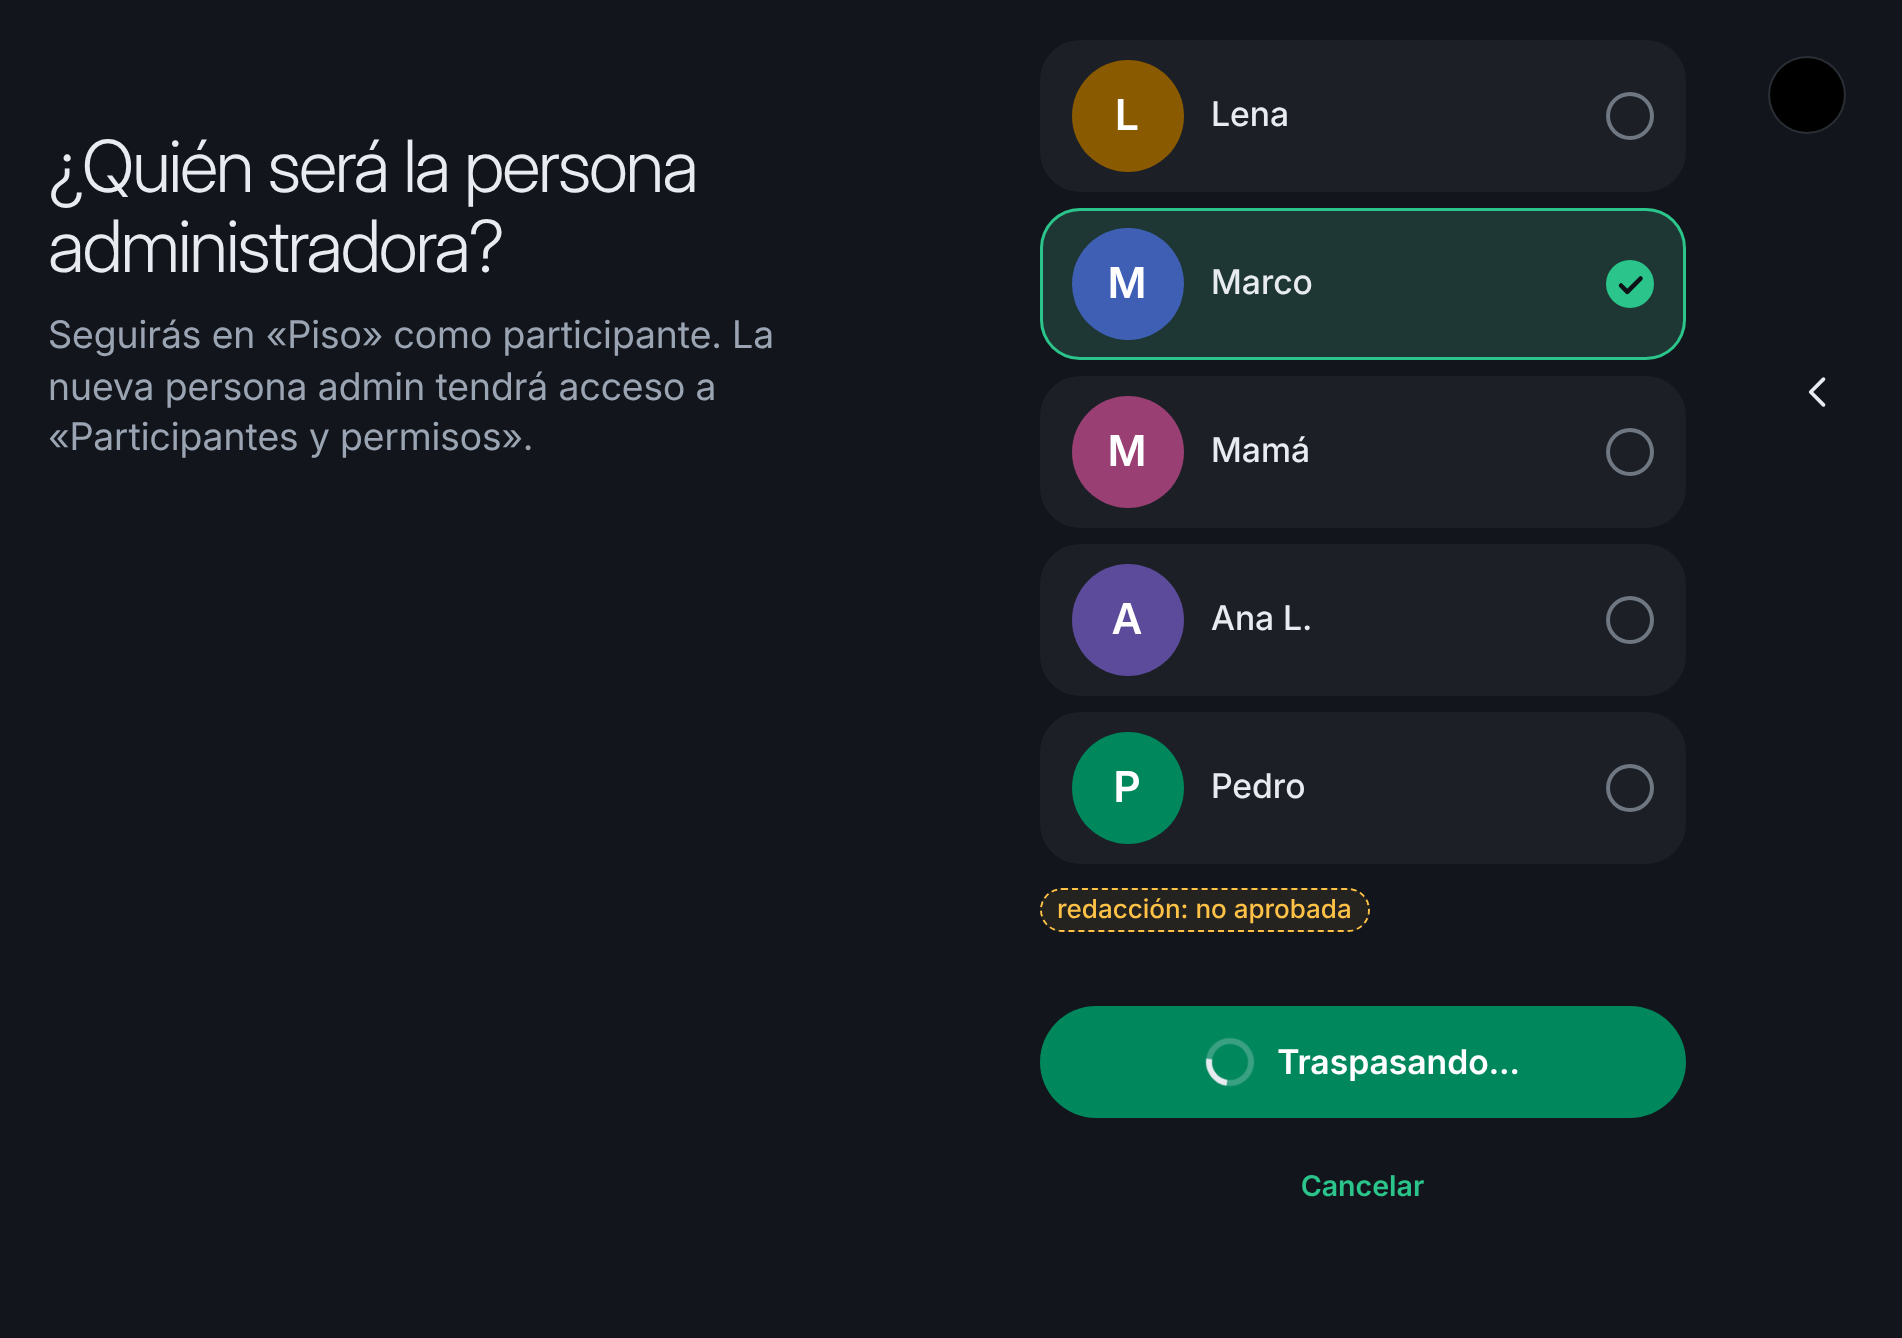 ¿Quién será la persona
administradora?
Seguirás en «Piso» como participante. La
nueva persona admin tendrá acceso a
«Participantes y permisos».
L
Lena
M
Marco
M
Mamá
A
Ana L.
P
Pedro
redacción: no aprobada
Traspasando...
Cancelar